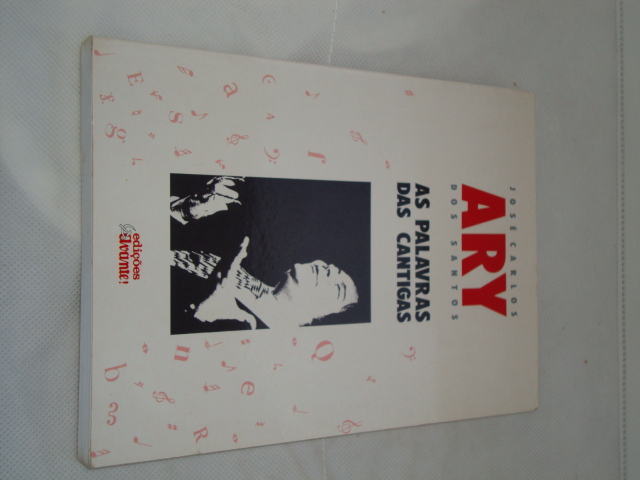 JOSÉ CARLOS
ARY
DOS SANTOS
AS PALAVRAS
DAS CANTIGAS
edições
Avante!